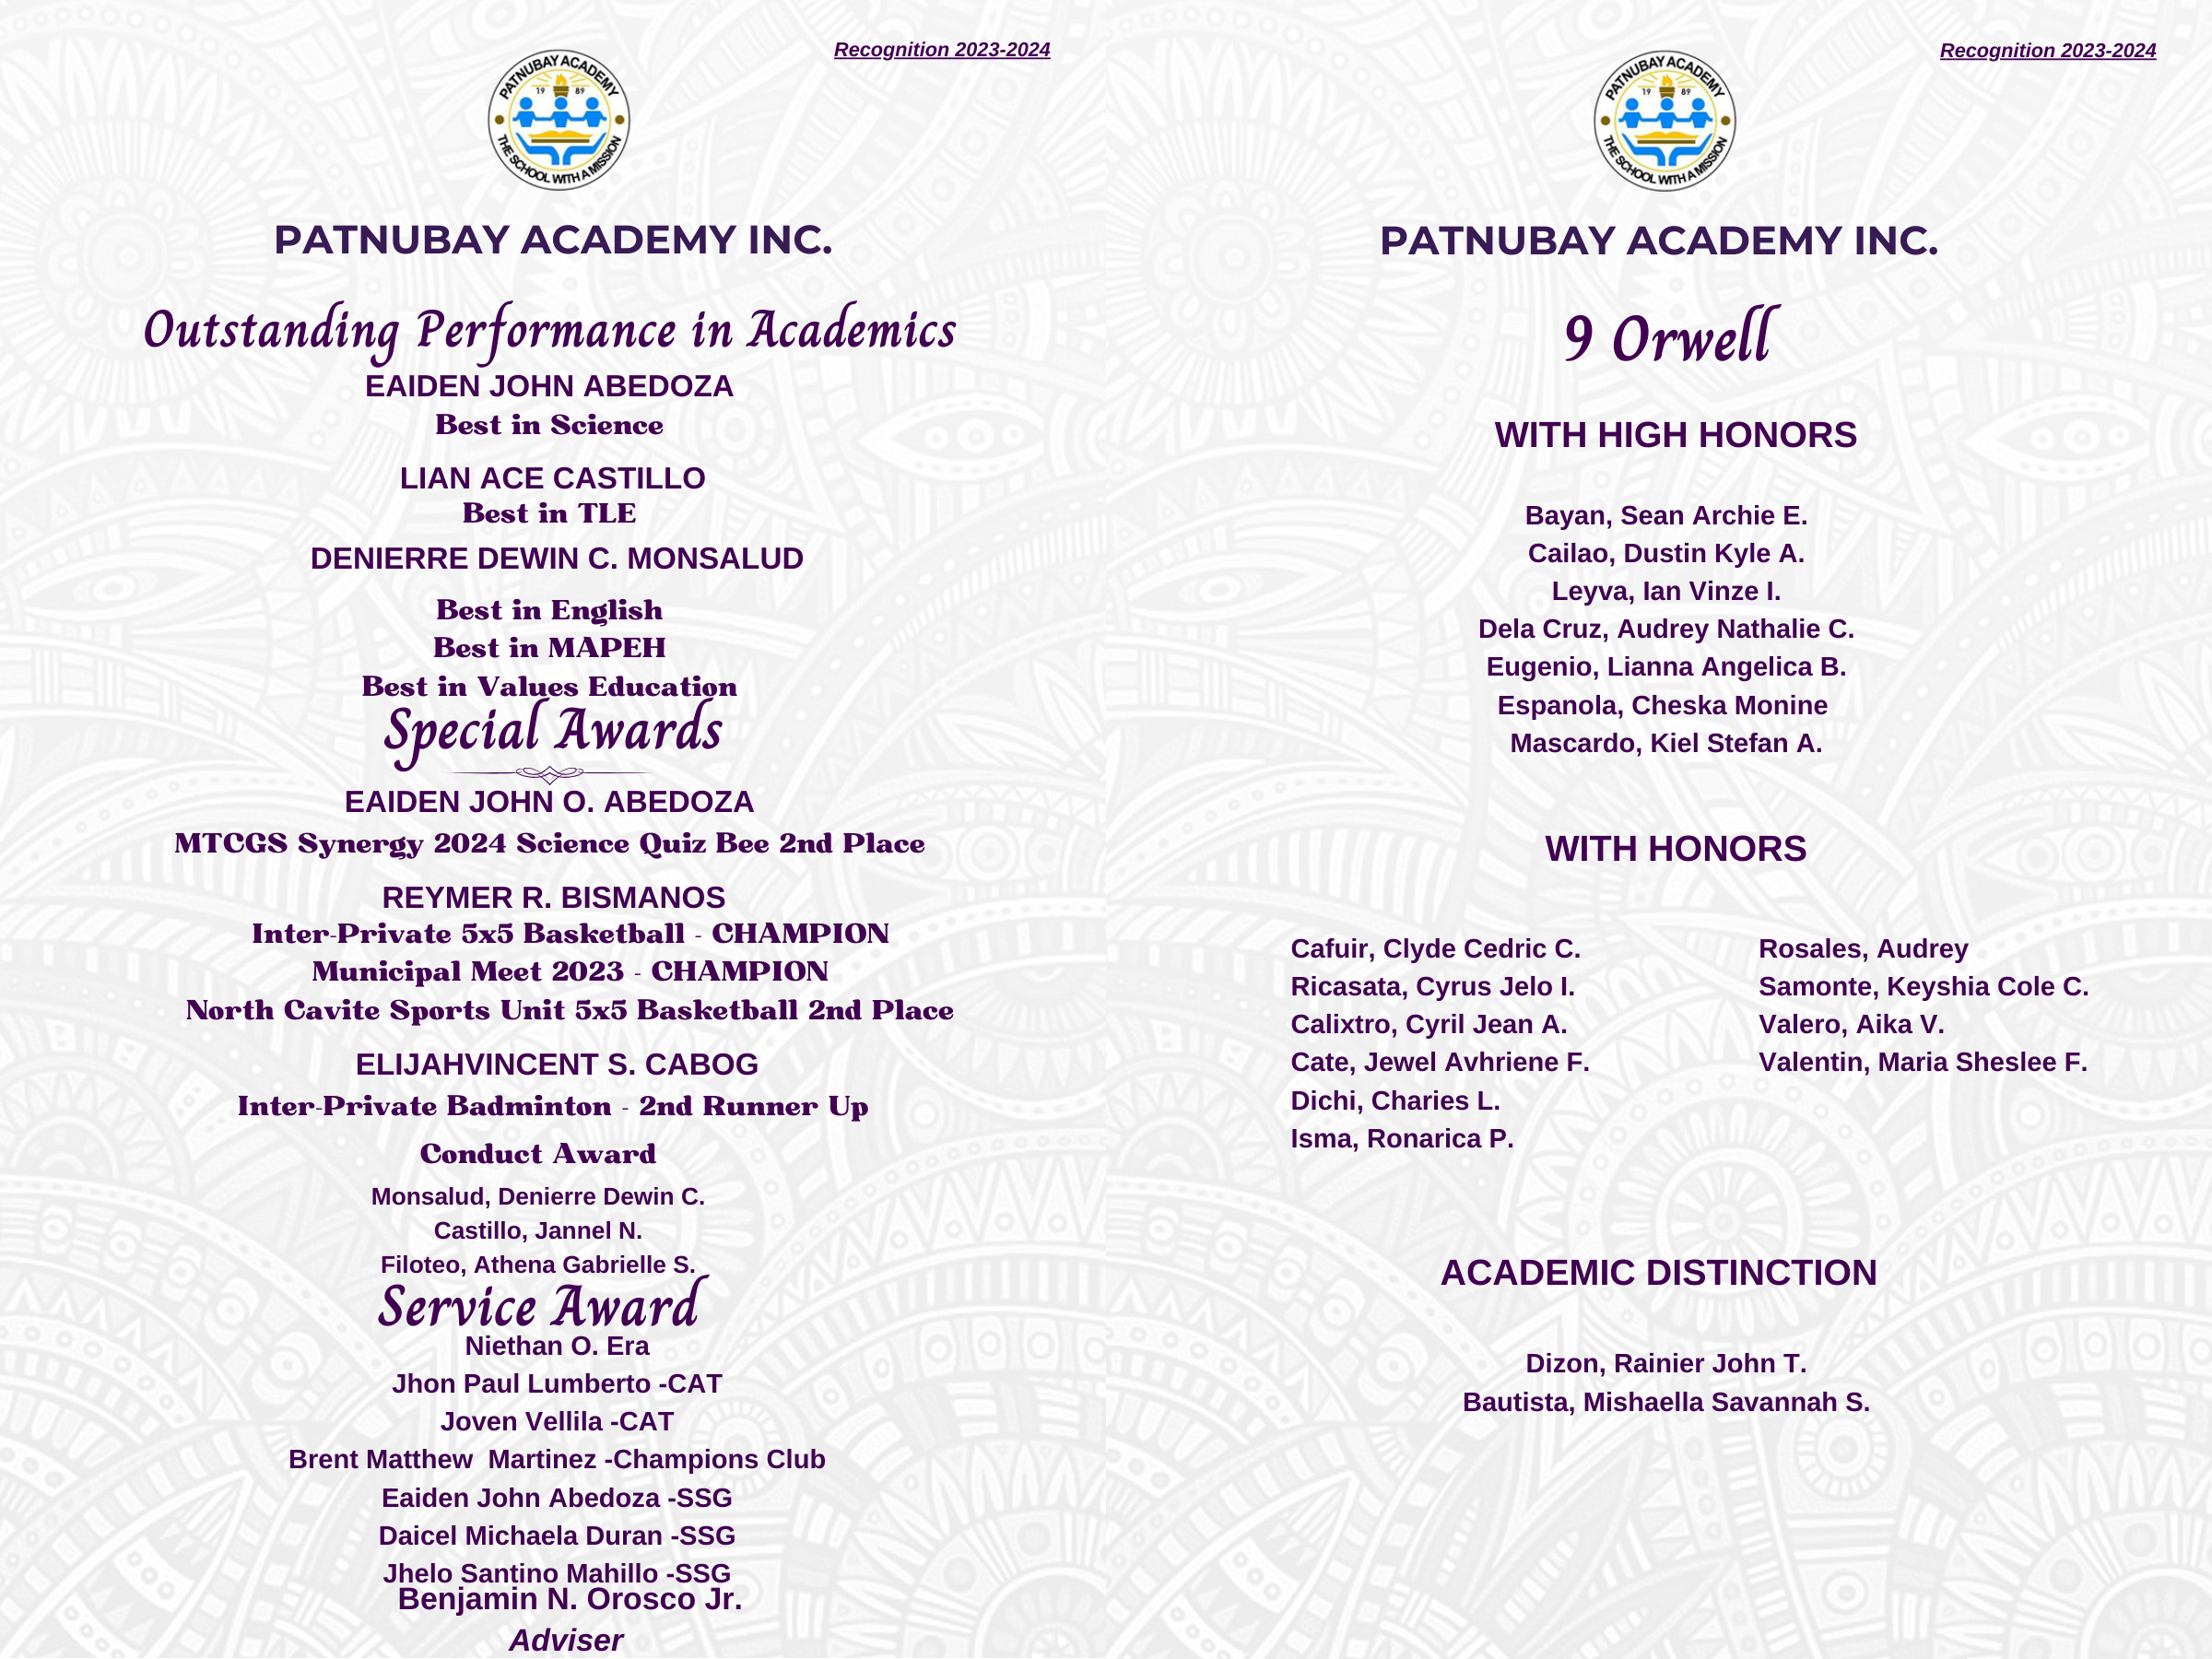 Recognition 2023-2024
PATNUBAY ACADEMY
19 89
THE SCHOOL WITH A MISSION
PATNUBAY ACADEMY INC.
Outstanding Performance in Academics
EAIDEN JOHN ABEDOZA
Best in Science
LIAN ACE CASTILLO
Best in TLE
DENIERRE DEWIN C. MONSALUD
Best in English
Best in MAPEH
Best in Values Education
Special Awards
EAIDEN JOHN O. ABEDOZA
MTCGS Synergy 2024 Science Quiz Bee 2nd Place
REYMER R. BISMANOS
Inter-Private 5x5 Basketball - CHAMPION
Municipal Meet 2023 - CHAMPION
North Cavite Sports Unit 5x5 Basketball 2nd Place
ELIJAHVINCENT S. CABOG
Inter-Private Badminton - 2nd Runner Up
Conduct Award
Monsalud, Denierre Dewin C.
Castillo, Jannel N.
Filoteo, Athena Gabrielle S.
Service Award
Niethan O. Era
Jhon Paul Lumberto -CAT
Joven Vellila -CAT
Brent Matthew  Martinez -Champions Club
Eaiden John Abedoza -SSG
Daicel Michaela Duran -SSG
Jhelo Santino Mahillo -SSG
Benjamin N. Orosco Jr.
Adviser
Recognition 2023-2024
PATNUBAY ACADEMY
19 89
THE SCHOOL WITH A MISSION
PATNUBAY ACADEMY INC.
9 Orwell
WITH HIGH HONORS
Bayan, Sean Archie E.
Cailao, Dustin Kyle A.
Leyva, Ian Vinze I.
Dela Cruz, Audrey Nathalie C.
Eugenio, Lianna Angelica B.
Espanola, Cheska Monine
Mascardo, Kiel Stefan A.
WITH HONORS
Cafuir, Clyde Cedric C.
Ricasata, Cyrus Jelo I.
Calixtro, Cyril Jean A.
Cate, Jewel Avhriene F.
Dichi, Charies L.
Isma, Ronarica P.
Rosales, Audrey
Samonte, Keyshia Cole C.
Valero, Aika V.
Valentin, Maria Sheslee F.
ACADEMIC DISTINCTION
Dizon, Rainier John T.
Bautista, Mishaella Savannah S.